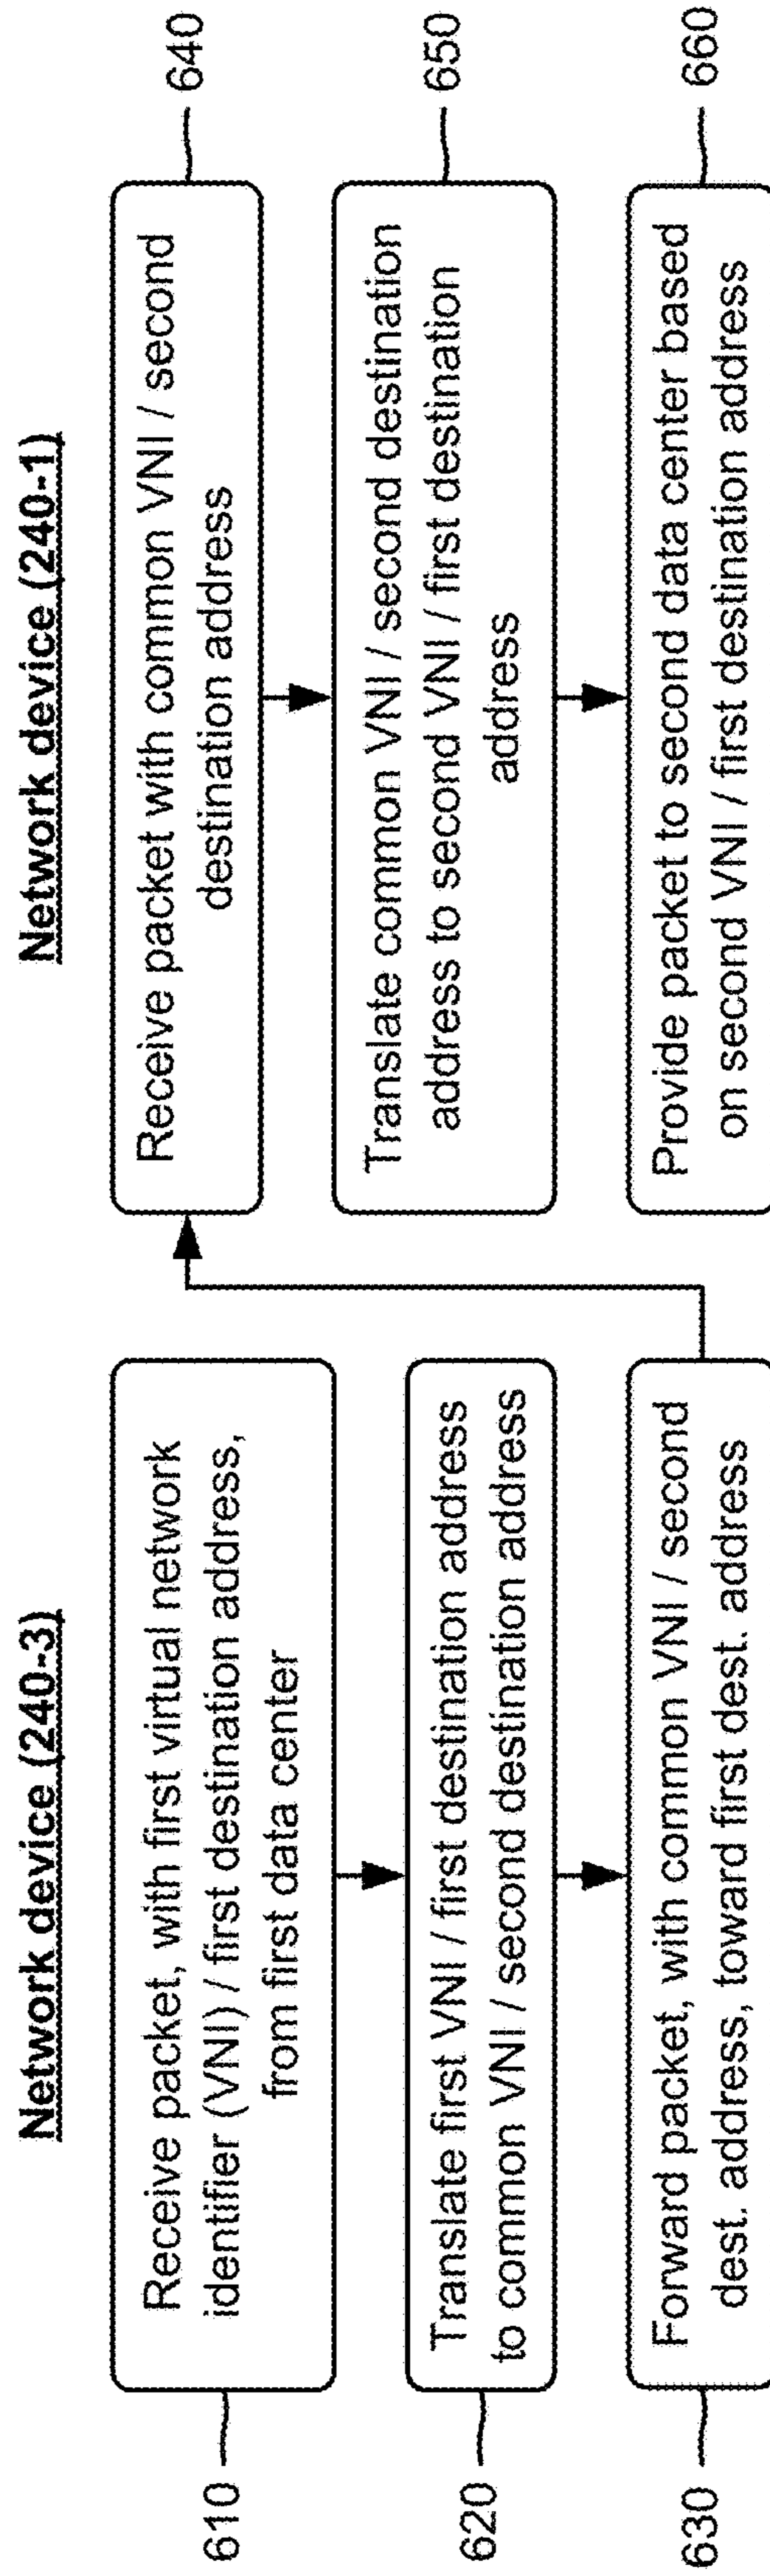 Network device (240-3)
610
Receive packet, with first virtual network
identifier (VNI) / first destination address,
from first data center
620
Translate first VNI / first destination address
to common VNI / second destination address
630
Forward packet, with common VNI / second
dest. address, toward first dest. address
Network device (240-1)
Receive packet with common VNI / second
destination address
640
Translate common VNI / second destination
address to second VNI / first destination
address
650
Provide packet to second data center based
on second VNI / first destination address
660